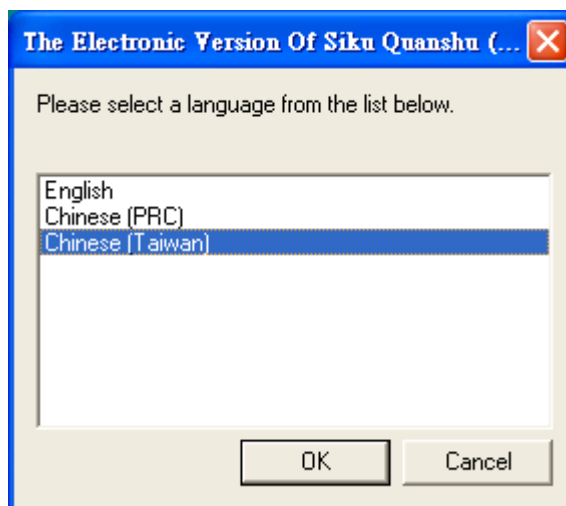 The Electronic Version Of Siku Quanshu (...
Please select a language from the list below.
English
Chinese (PRC)
Chinese (Taiwan)
OK
Cancel